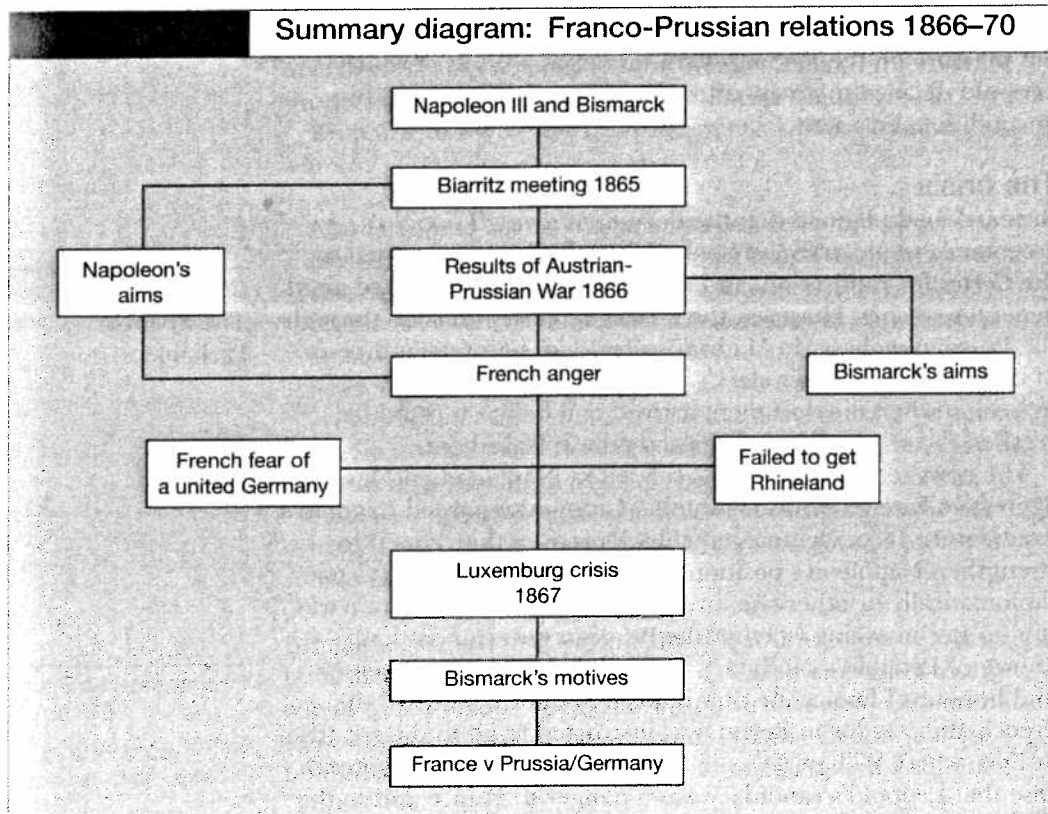 Summary diagram: Franco-Prussian relations 1866–70
Napoleon III and Bismarck
Biarritz meeting 1865
Napoleon's
aims
Results of Austrian-
Prussian War 1866
French anger
Bismarck's aims
French fear of
a united Germany
Failed to get
Rhineland
Luxemburg crisis
1867
Bismarck's motives
France v Prussia/Germany